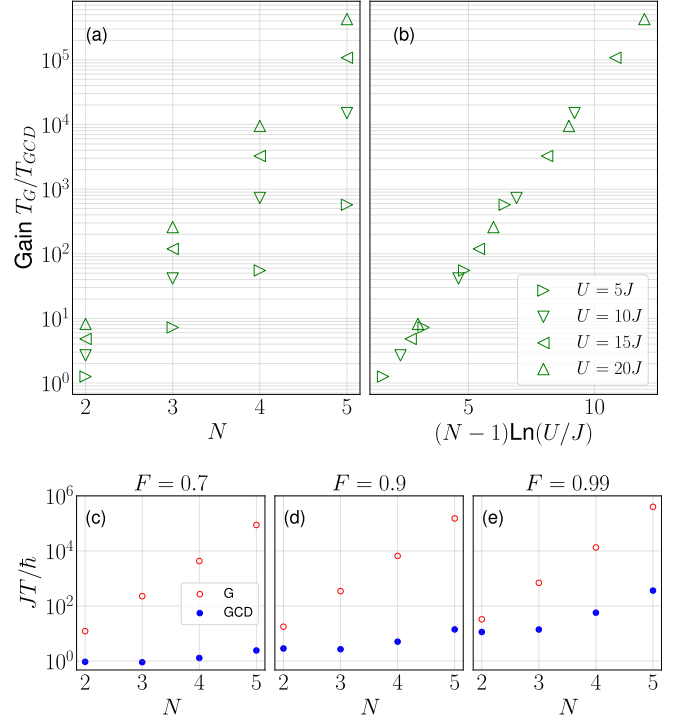 (a)
(b)
Gain T_G/T_{GCD}
10^5
10^4
10^3
10^2
10^1
10^0
U = 5J
U = 10J
U = 15J
U = 20J
2 3 4 5
5 10
N
(N − 1)Ln(U/J)
F = 0.7
F = 0.9
F = 0.99
(c)
(d)
(e)
JT/ℏ
10^6
10^4
10^2
10^0
G
GCD
2 3 4 5
2 3 4 5
2 3 4 5
N
N
N